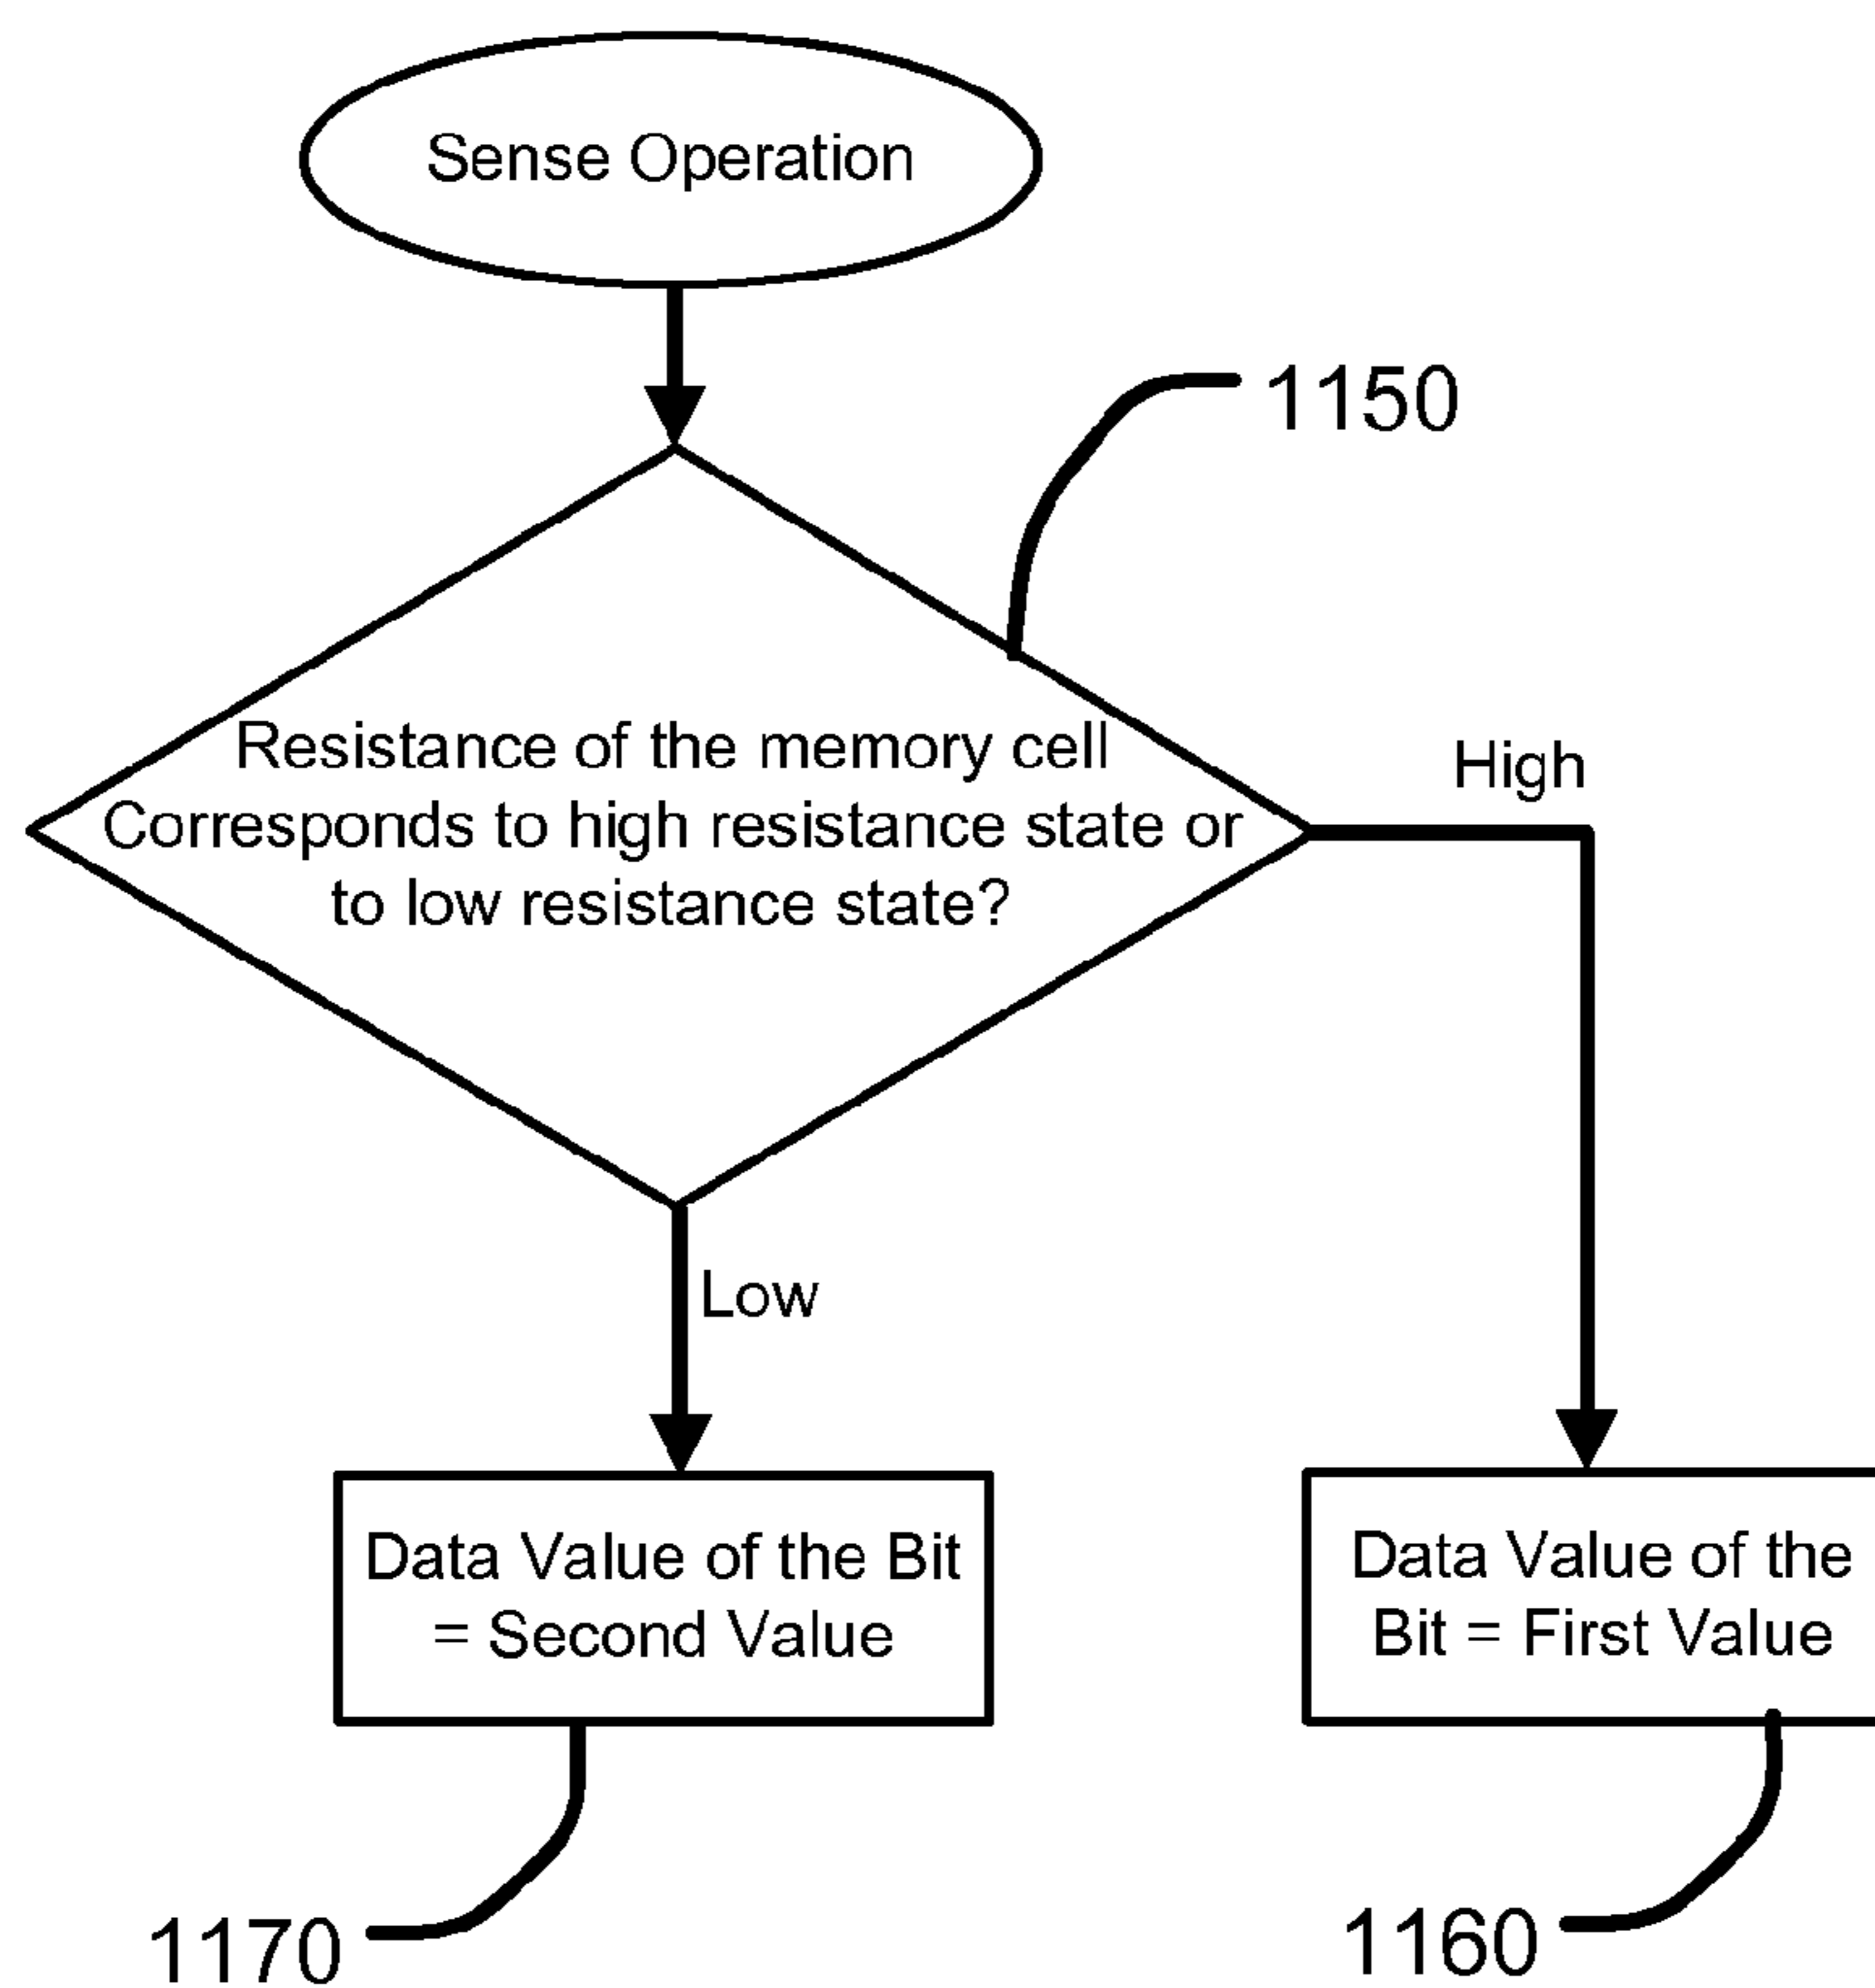 Sense Operation
1150
Resistance of the memory cell
Corresponds to high resistance state or
to low resistance state?
High
Low
Data Value of the Bit
= Second Value
Data Value of the
Bit = First Value
1170
1160